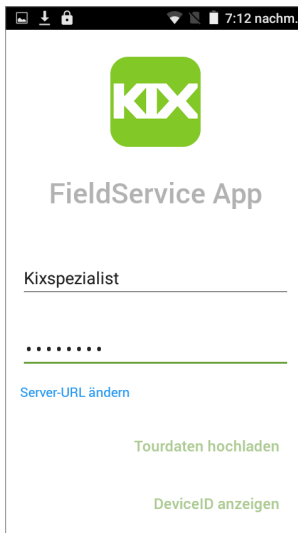 7:12 nachm.
KIX
FieldService App
Kixspezialist
••••••••
Server-URL ändern
Tourdaten hochladen
DeviceID anzeigen